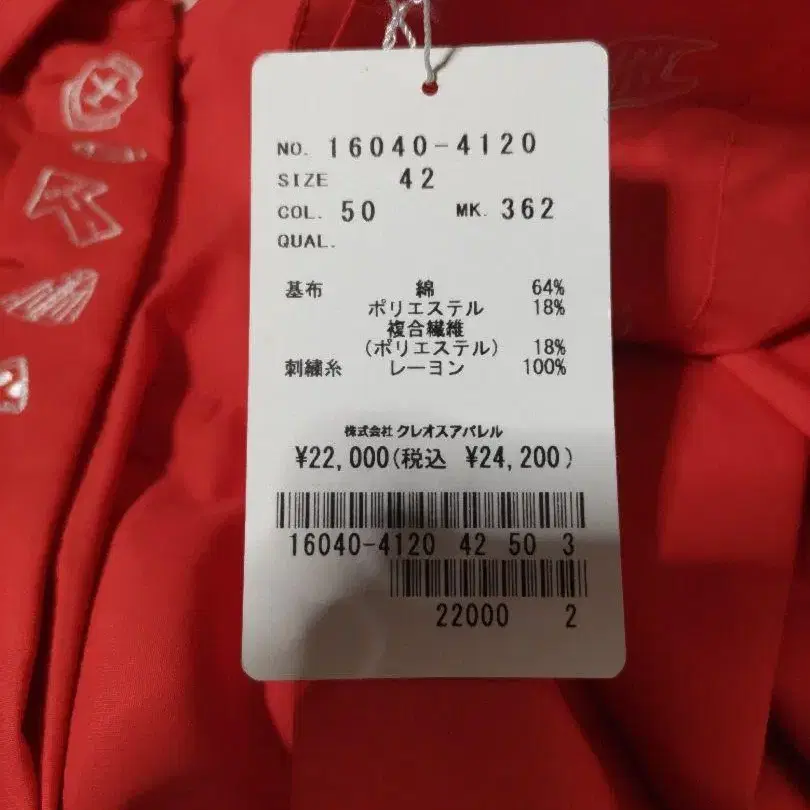 NO. 16040-4120
SIZE 42
COL. 50 MK. 362
QUAL.
基布 綿 64%
ポリエステル 18%
複合繊維
(ポリエステル) 18%
刺繍糸 レーヨン 100%
株式会社 クレオスアパレル
¥22,000(税込 ¥24,200)
16040-4120 42 50 3
22000 2